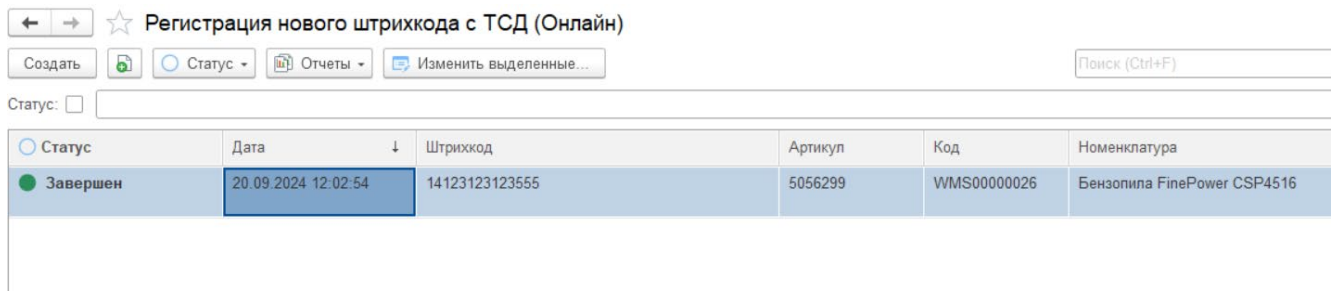 Регистрация нового штрихкода с ТСД (Онлайн)
Создать Статус Отчеты Изменить выделенные... Поиск (Ctrl+F)
Статус:
Статус Дата ↓ Штрихкод Артикул Код Номенклатура
Завершен 20.09.2024 12:02:54 14123123123555 5056299 WMS00000026 Бензопила FinePower CSP4516